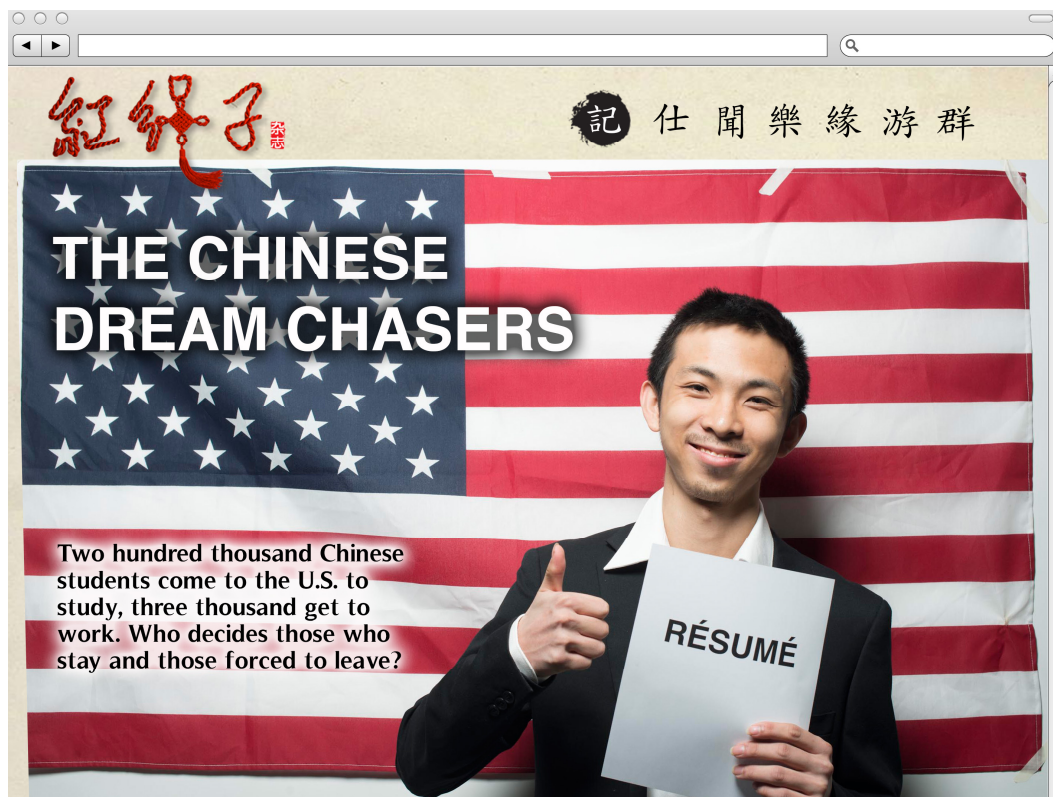 紅繩子
杂志
記 仕 聞 樂 緣 游 群
THE CHINESE
DREAM CHASERS
Two hundred thousand Chinese
students come to the U.S. to
study, three thousand get to
work. Who decides those who
stay and those forced to leave?
RÉSUMÉ